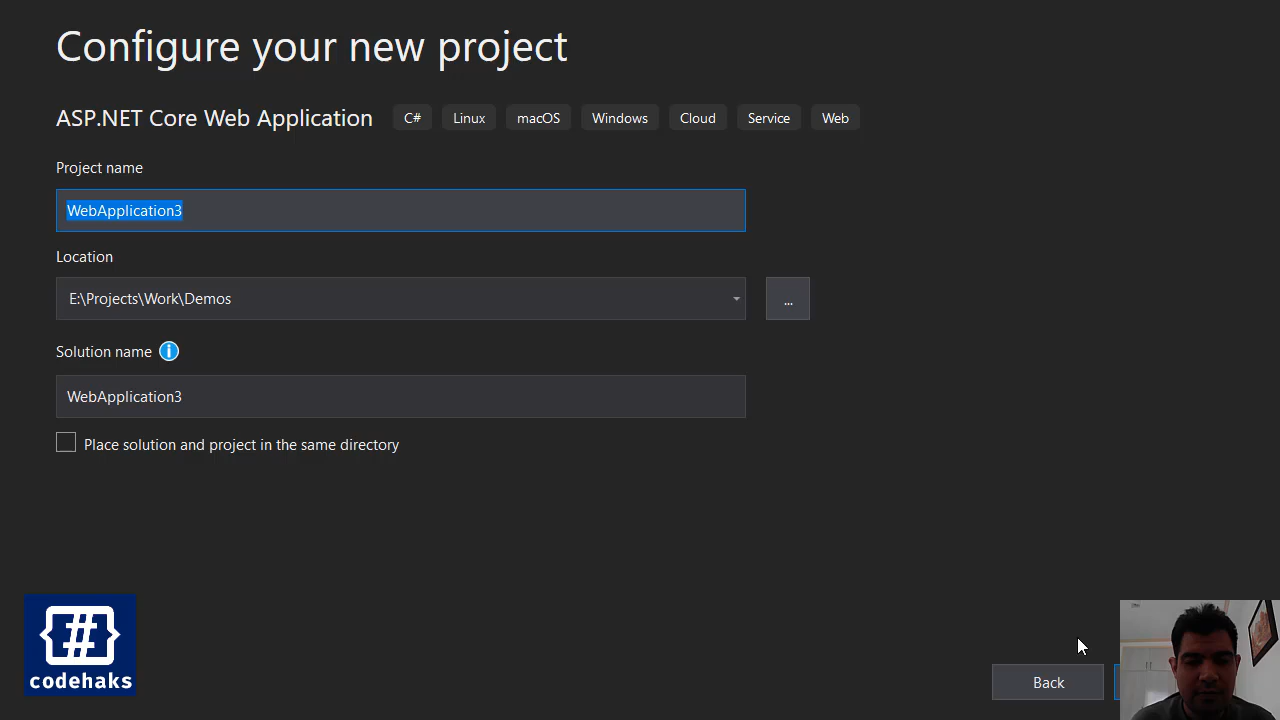 Configure your new project
ASP.NET Core Web Application C# Linux macOS Windows Cloud Service Web
Project name
WebApplication3
Location
E:\Projects\Work\Demos
...
Solution name
WebApplication3
Place solution and project in the same directory
{#}
codehaks
Back